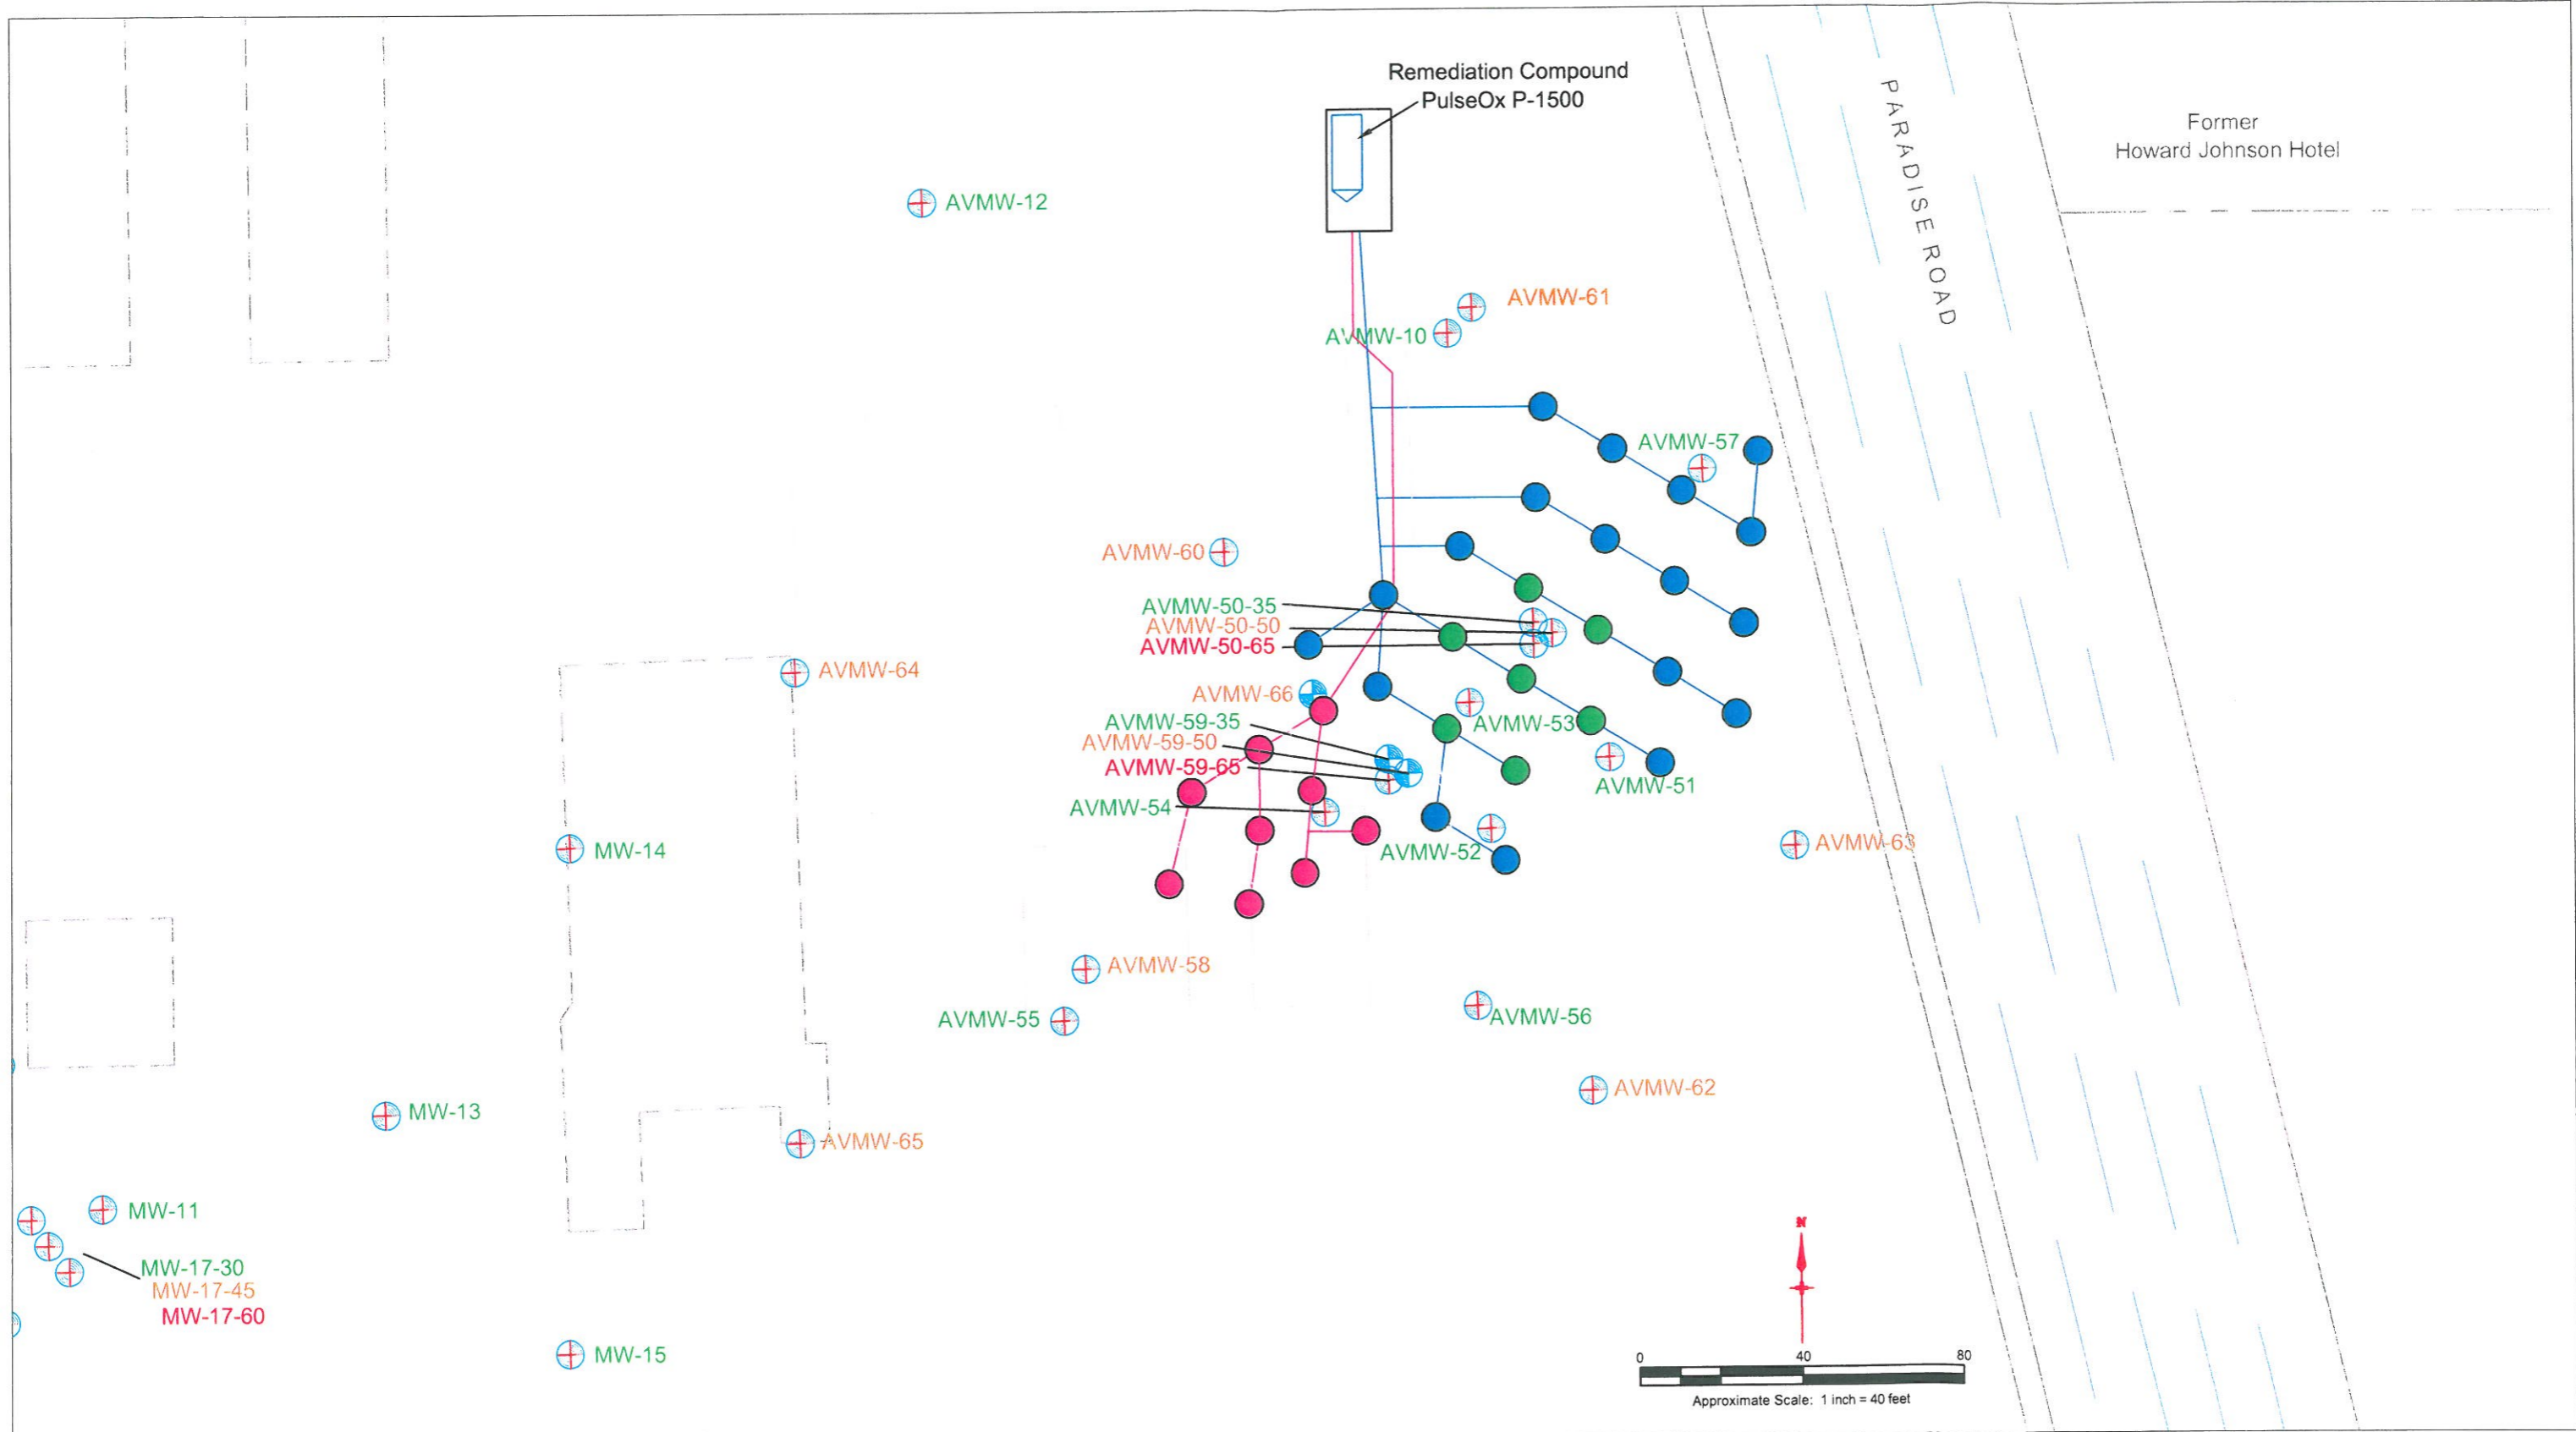 Remediation Compound
PulseOx P-1500
PARADISE ROAD
Former
Howard Johnson Hotel
AVMW-12
AVMW-61
AVMW-10
AVMW-57
AVMW-60
AVMW-50-35
AVMW-50-50
AVMW-50-65
AVMW-64
AVMW-66
AVMW-59-35
AVMW-53
AVMW-59-50
AVMW-59-65
AVMW-51
AVMW-54
MW-14
AVMW-52
AVMW-63
AVMW-58
AVMW-55
AVMW-56
AVMW-62
MW-13
AVMW-65
MW-11
MW-17-30
MW-17-45
MW-17-60
MW-15
N
0 40 80
Approximate Scale: 1 inch = 40 feet